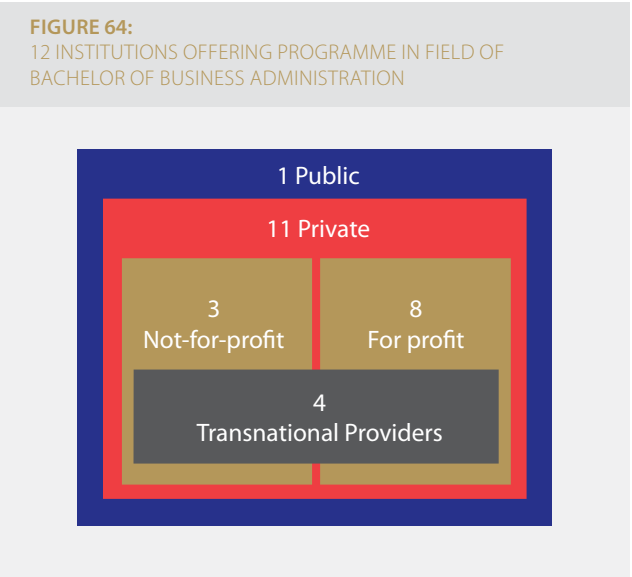 FIGURE 64:
12 INSTITUTIONS OFFERING PROGRAMME IN FIELD OF
BACHELOR OF BUSINESS ADMINISTRATION
1 Public
11 Private
3
Not-for-profit
8
For profit
4
Transnational Providers